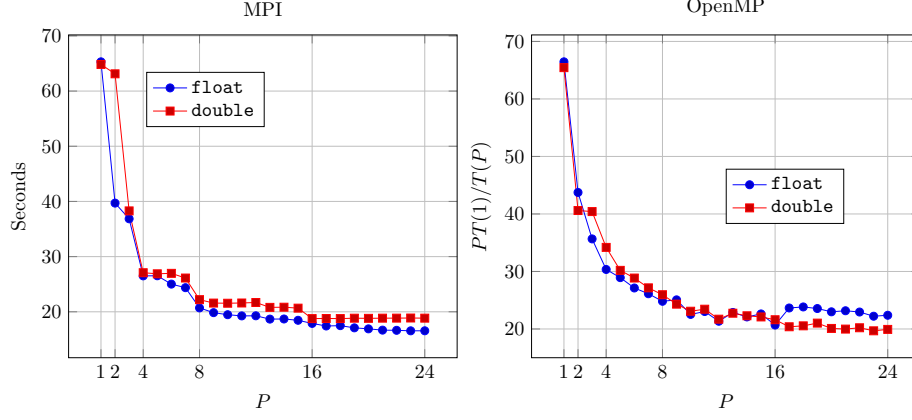 MPI
70
60
50
40
30
20
Seconds
float
double
1 2 4 8 16 24
P
OpenMP
70
60
50
40
30
20
PT(1)/T(P)
float
double
1 2 4 8 16 24
P